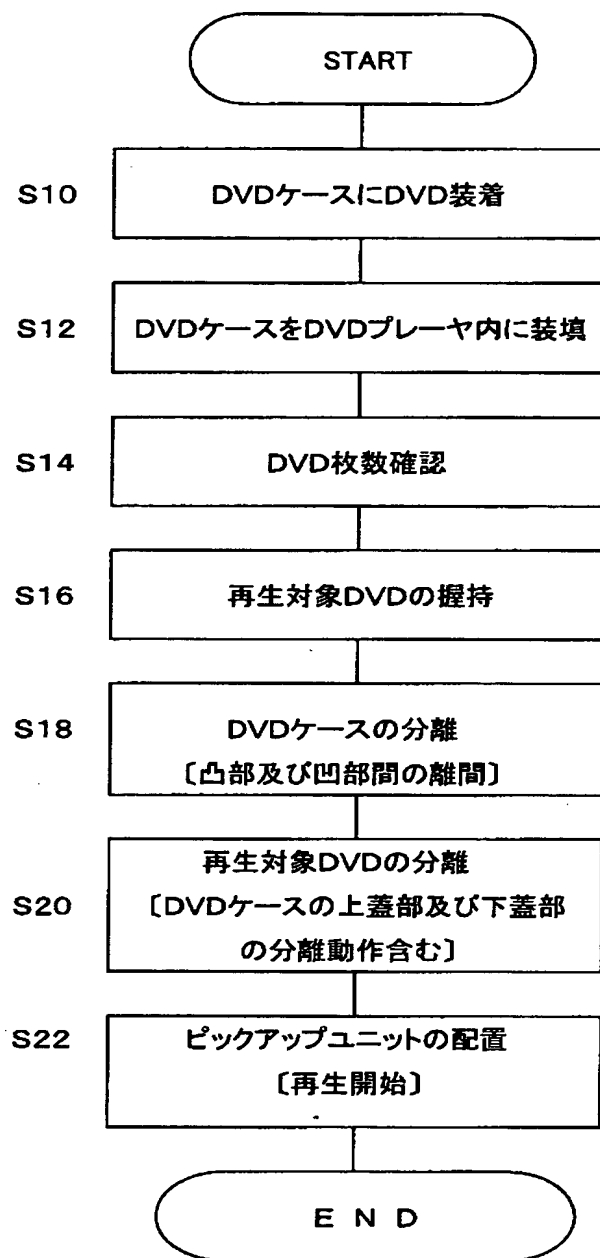 START
S10 DVDケースにDVD装着
S12 DVDケースをDVDプレーヤ内に装填
S14 DVD枚数確認
S16 再生対象DVDの握持
S18 DVDケースの分離
〔凸部及び凹部間の離間〕
再生対象DVDの分離
S20 〔DVDケースの上蓋部及び下蓋部
の分離動作含む〕
S22 ピックアップユニットの配置
〔再生開始〕
END